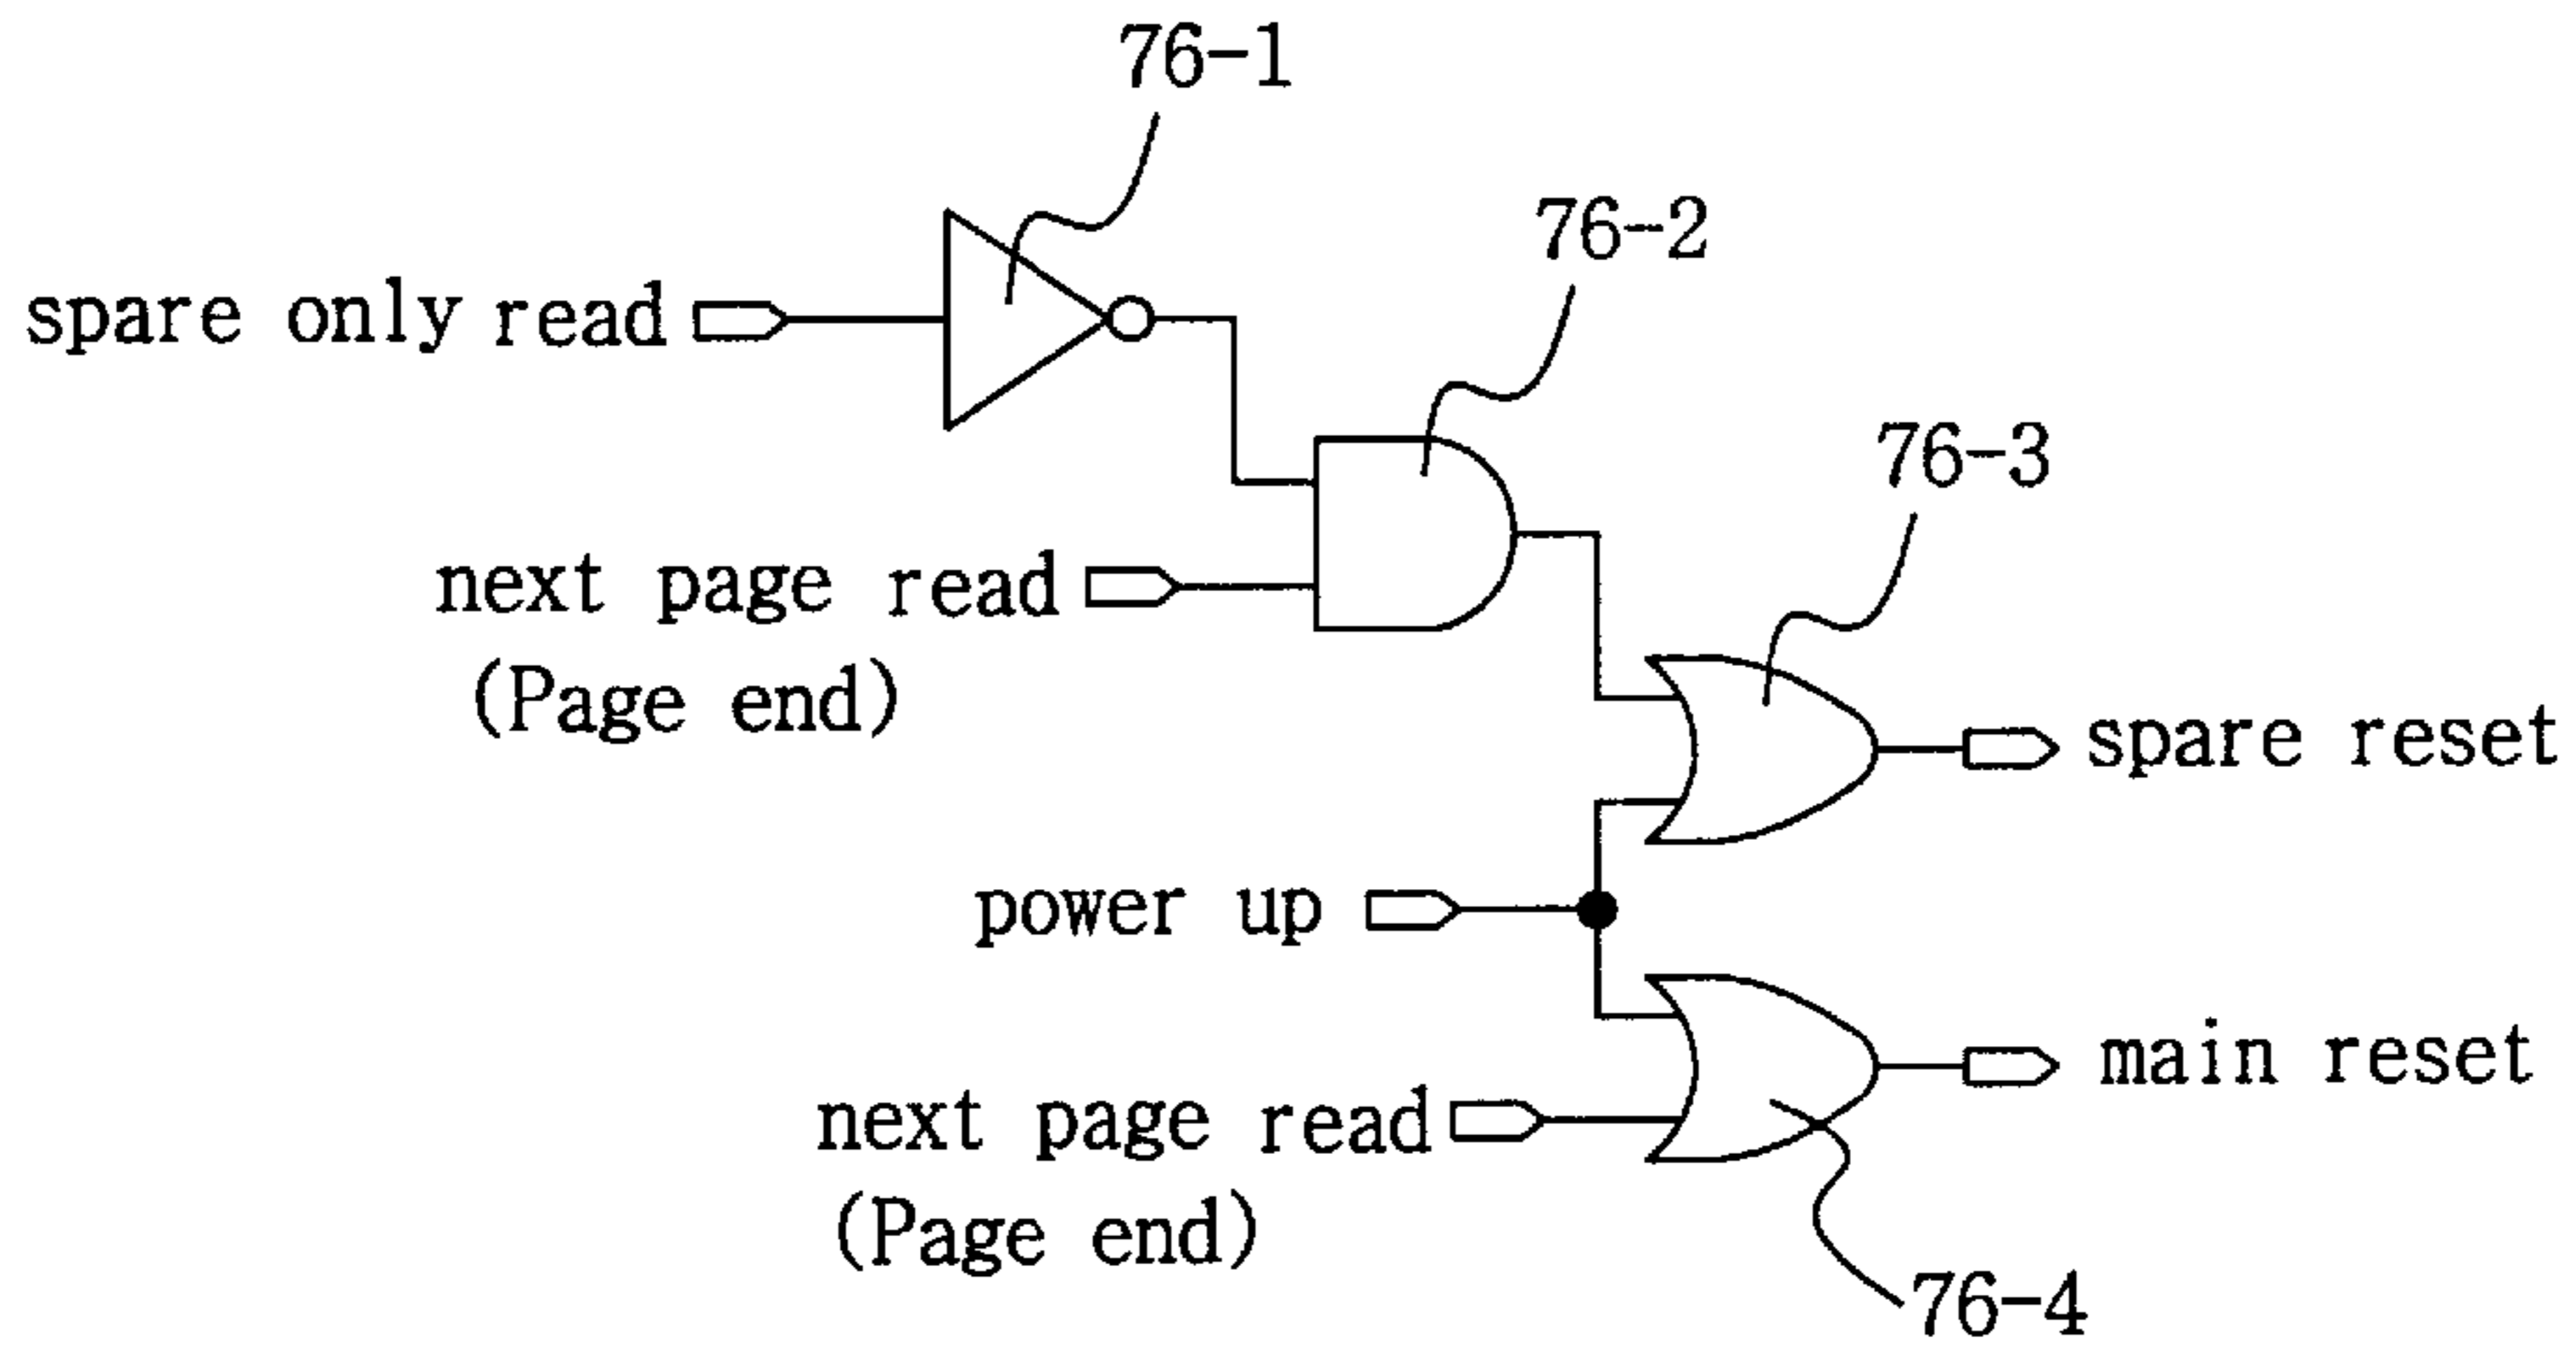 76-1
76-2
spare only read
76-3
next page read
(Page end)
spare reset
power up
main reset
next page read
(Page end)
76-4